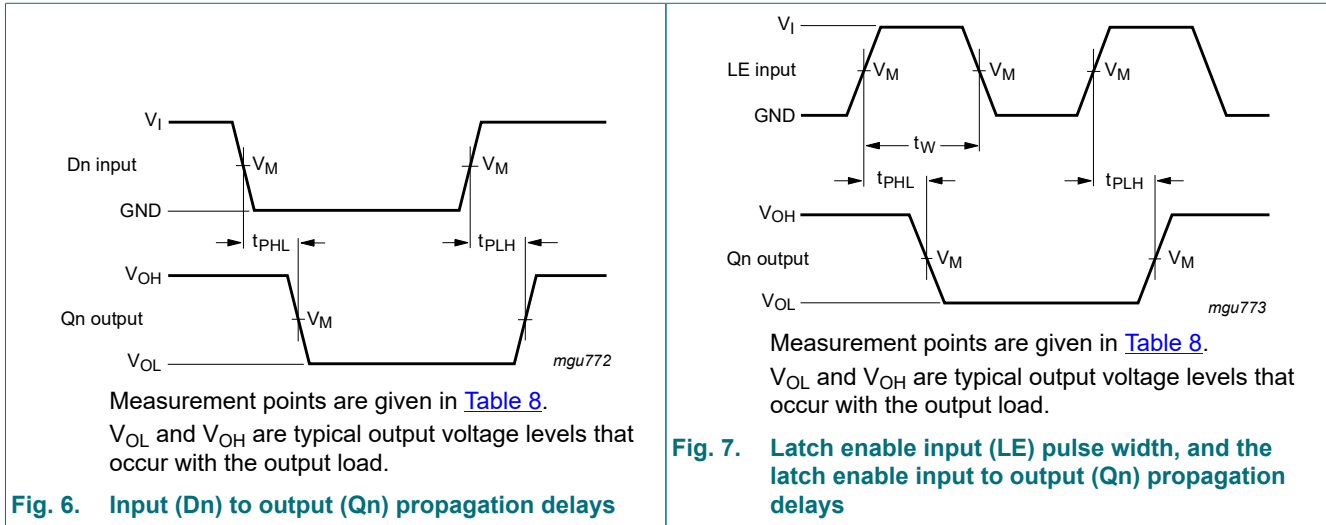 VI
Dn input
VM
VM
GND
tPHL
tPLH
VOH
Qn output
VM
VOL
mgu772
Measurement points are given in Table 8.
VOL and VOH are typical output voltage levels that
occur with the output load.
Fig. 6. Input (Dn) to output (Qn) propagation delays
VI
LE input
VM
VM
VM
GND
tW
tPHL
tPLH
VOH
Qn output
VM
VM
VOL
mgu773
Measurement points are given in Table 8.
VOL and VOH are typical output voltage levels that
occur with the output load.
Fig. 7. Latch enable input (LE) pulse width, and the
latch enable input to output (Qn) propagation
delays